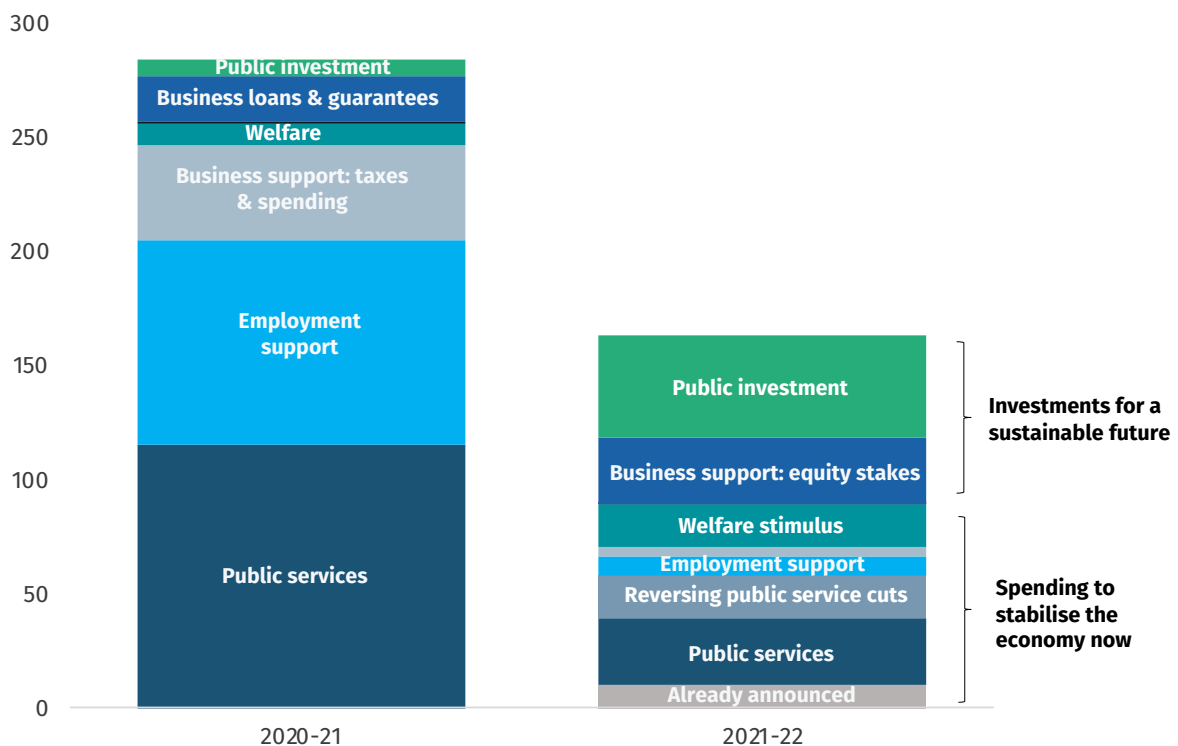 300
250
200
150
100
50
0
Public investment
Business loans & guarantees
Welfare
Business support: taxes
& spending
Employment
support
Public services
2020-21
Public investment
Business support: equity stakes
Welfare stimulus
Employment support
Reversing public service cuts
Public services
Already announced
2021-22
Investments for a
sustainable future
Spending to
stabilise the
economy now